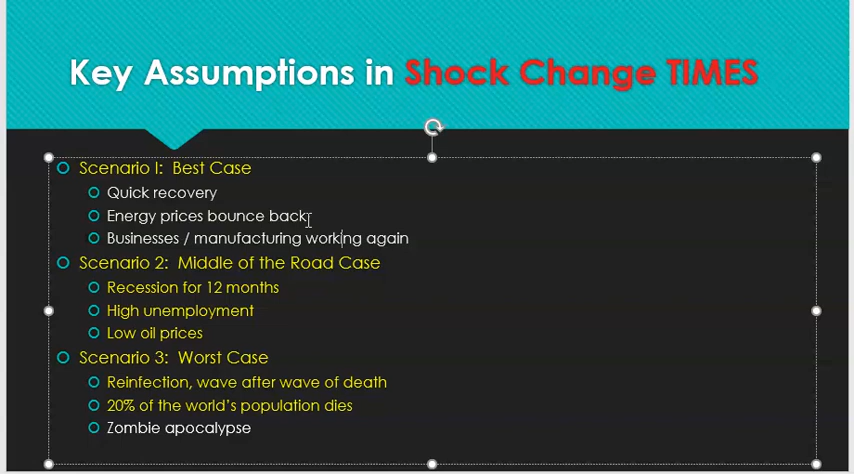 Key Assumptions in Shock Change TIMES
Scenario I: Best Case
Quick recovery
Energy prices bounce back
Businesses / manufacturing working again
Scenario 2: Middle of the Road Case
Recession for 12 months
High unemployment
Low oil prices
Scenario 3: Worst Case
Reinfection, wave after wave of death
20% of the world’s population dies
Zombie apocalypse